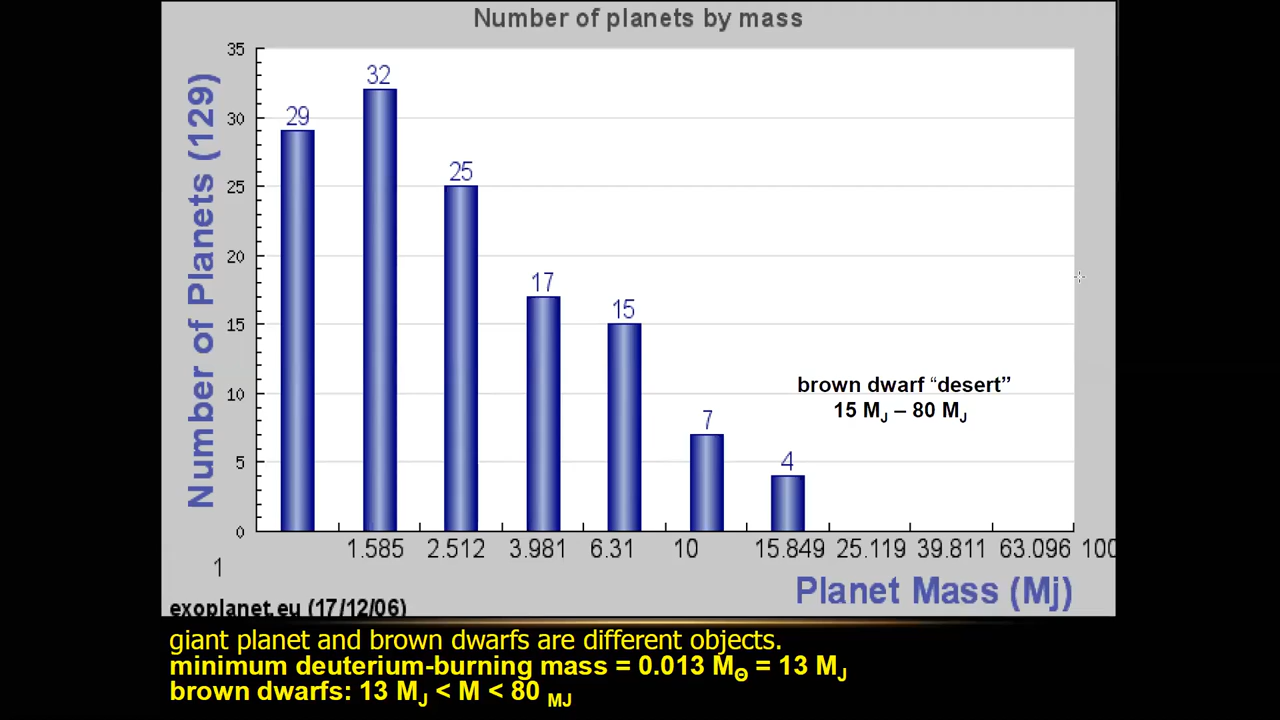 Number of planets by mass
Number of Planets (129)
35
30
25
20
15
10
5
0
29
32
25
17
15
7
4
brown dwarf “desert”
15 MJ – 80 MJ
1
1.585
2.512
3.981
6.31
10
15.849
25.119
39.811
63.096
100
Planet Mass (Mj)
exoplanet.eu (17/12/06)
giant planet and brown dwarfs are different objects.
minimum deuterium-burning mass = 0.013 M⊙ = 13 MJ
brown dwarfs: 13 MJ < M < 80 MJ